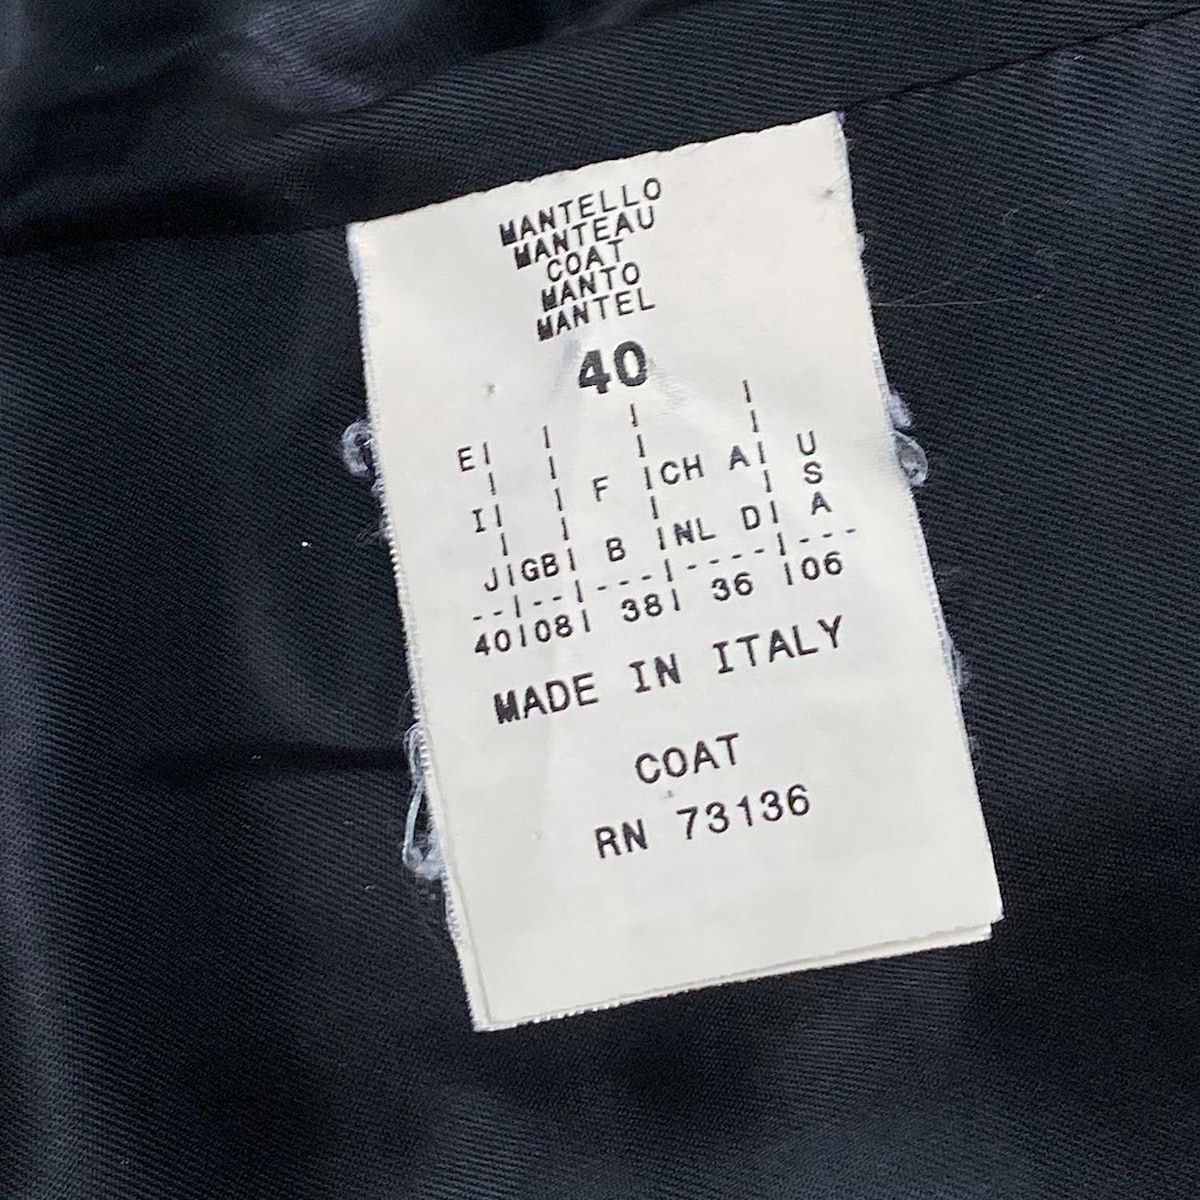 MANTELLO
MANTEAU
COAT
MANTO
MANTEL
40
E| | | |U
I| | F |CH A| S
J|GB| B |NL D| A
--|--|---|----|---
40|08| 38| 36 |06
MADE IN ITALY
COAT
RN 73136